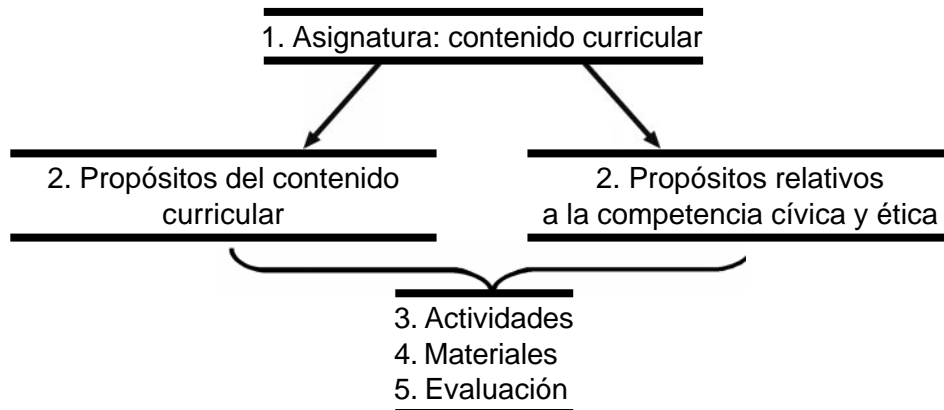 1. Asignatura: contenido curricular
2. Propósitos del contenido
curricular
2. Propósitos relativos
a la competencia cívica y ética
3. Actividades
4. Materiales
5. Evaluación